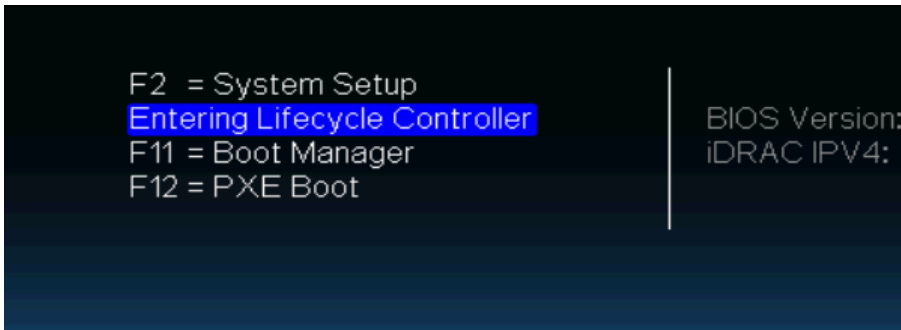 F2 = System Setup
Entering Lifecycle Controller
F11 = Boot Manager
F12 = PXE Boot
BIOS Version:
iDRAC IPV4: